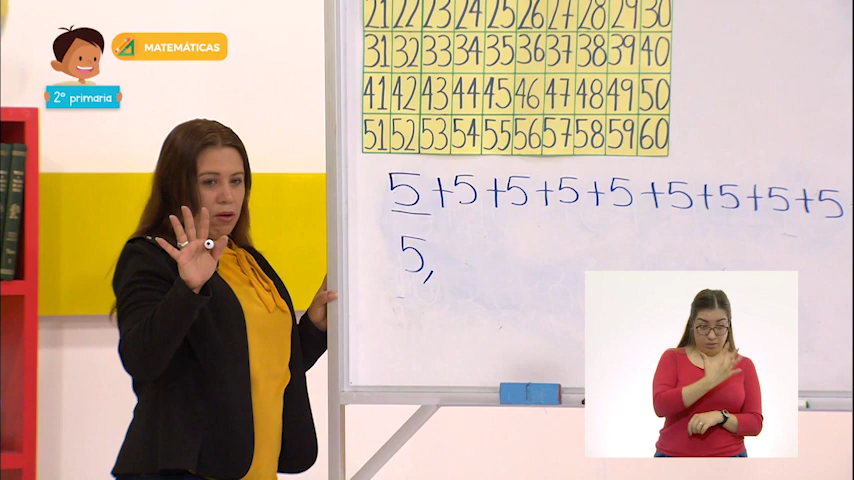 MATEMÁTICAS
2° primaria
21 22 23 24 25 26 27 28 29 30
31 32 33 34 35 36 37 38 39 40
41 42 43 44 45 46 47 48 49 50
51 52 53 54 55 56 57 58 59 60
5 +5 +5 +5 +5 +5 +5 +5 +5
5,